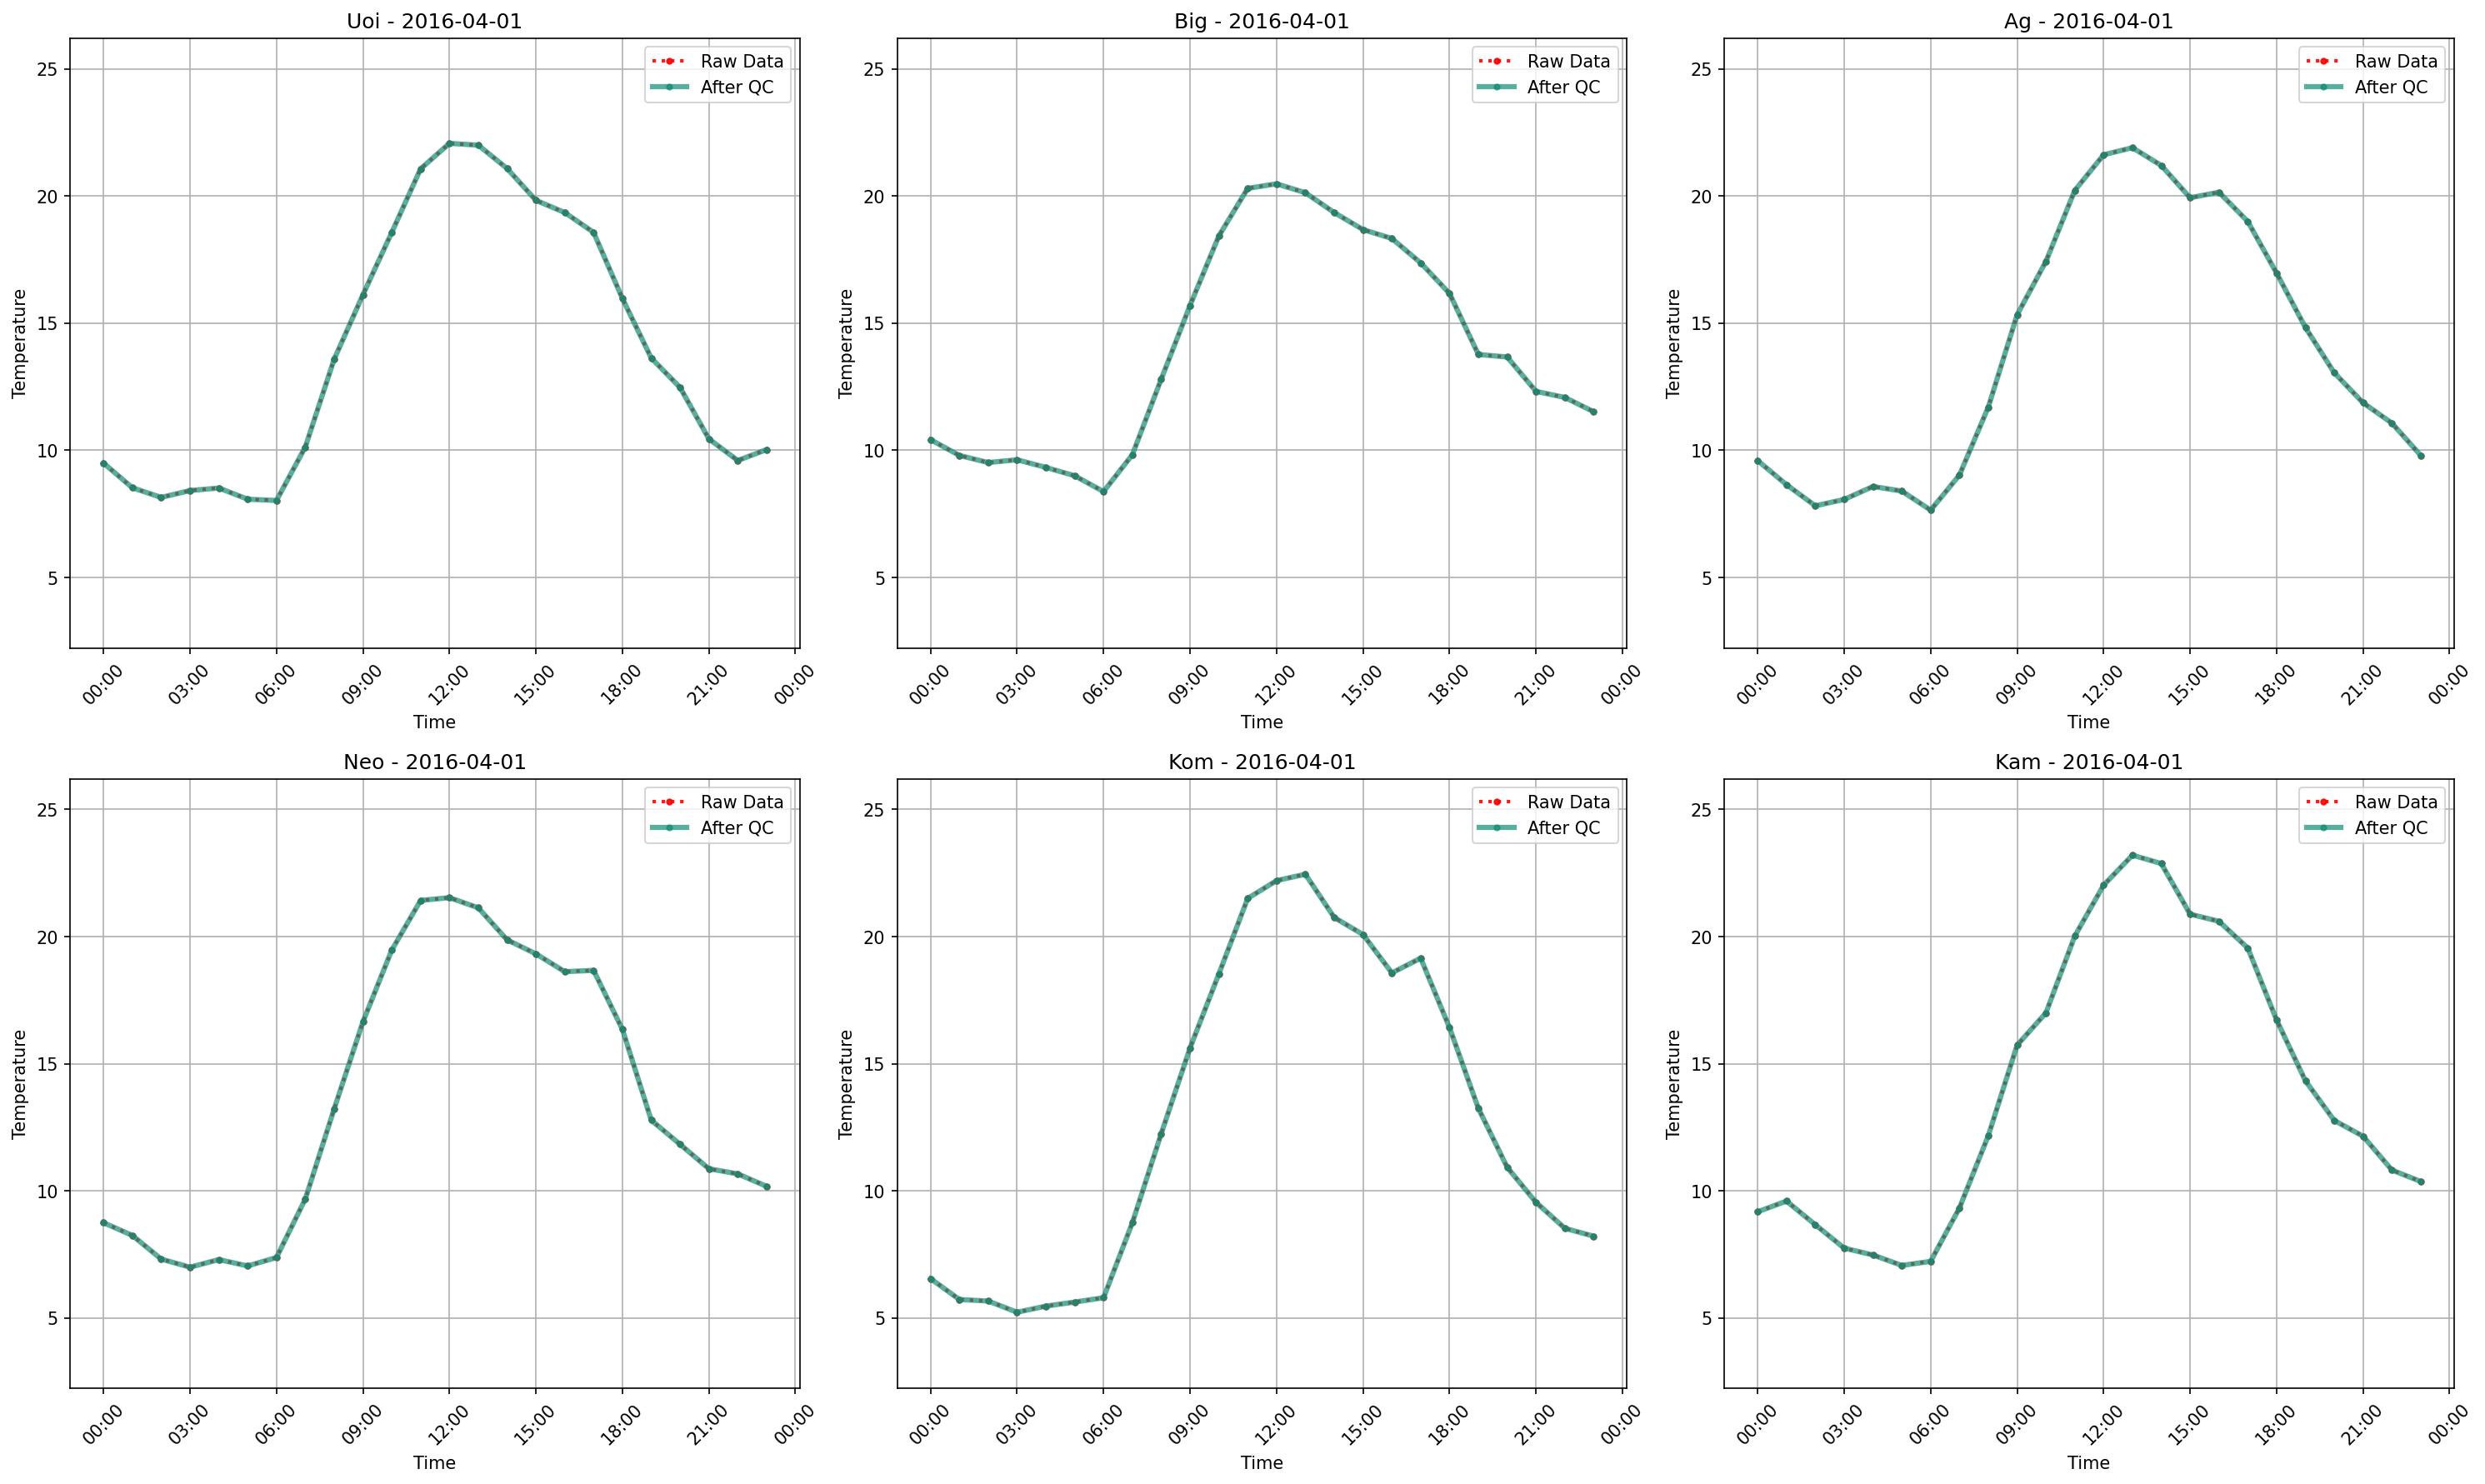 Uoi - 2016-04-01
Raw Data
After QC
25
20
15
10
5
Temperature
00:00
03:00
06:00
09:00
12:00
15:00
18:00
21:00
00:00
Time
Big - 2016-04-01
Raw Data
After QC
25
20
15
10
5
Temperature
00:00
03:00
06:00
09:00
12:00
15:00
18:00
21:00
00:00
Time
Ag - 2016-04-01
Raw Data
After QC
25
20
15
10
5
Temperature
00:00
03:00
06:00
09:00
12:00
15:00
18:00
21:00
00:00
Time
Neo - 2016-04-01
Raw Data
After QC
25
20
15
10
5
Temperature
00:00
03:00
06:00
09:00
12:00
15:00
18:00
21:00
00:00
Time
Kom - 2016-04-01
Raw Data
After QC
25
20
15
10
5
Temperature
00:00
03:00
06:00
09:00
12:00
15:00
18:00
21:00
00:00
Time
Kam - 2016-04-01
Raw Data
After QC
25
20
15
10
5
Temperature
00:00
03:00
06:00
09:00
12:00
15:00
18:00
21:00
00:00
Time